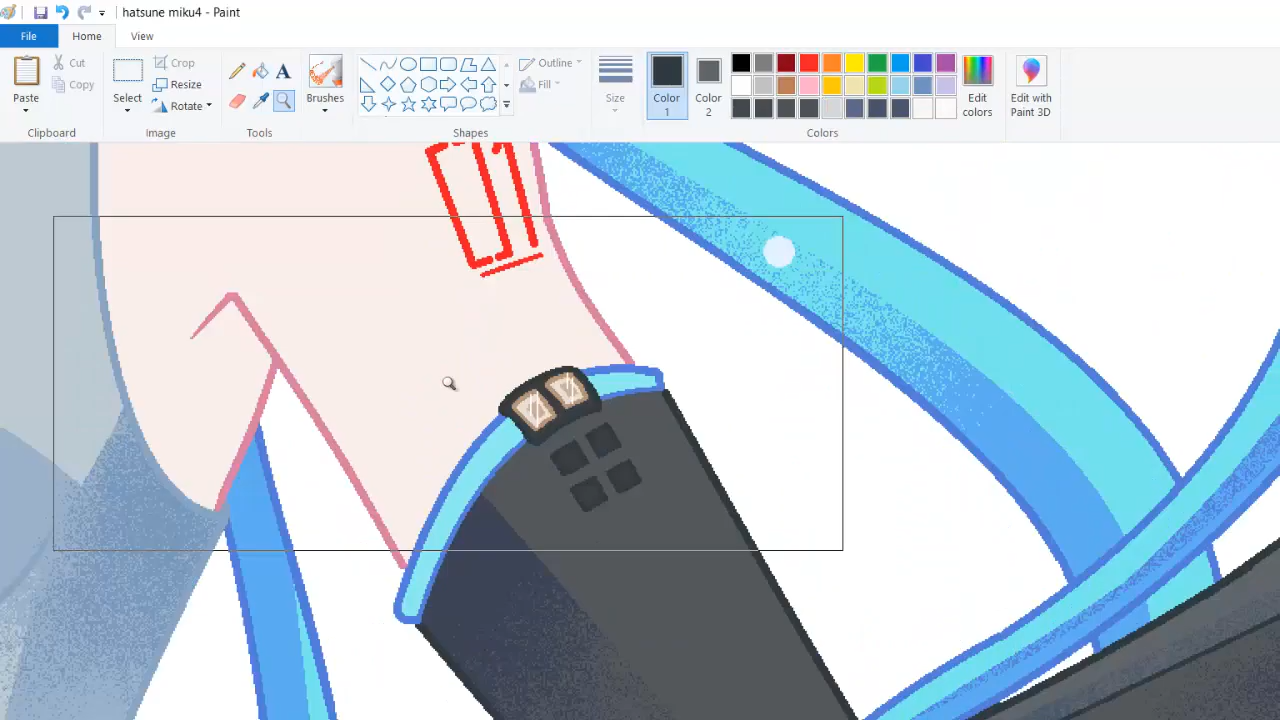 hatsune miku4 - Paint
File Home View
Paste
Cut
Copy
Clipboard
Select
Crop
Resize
Rotate
Image
A
Tools
Brushes
Outline
Fill
Shapes
Size
Color 1
Color 2
Edit colors
Colors
Edit with Paint 3D